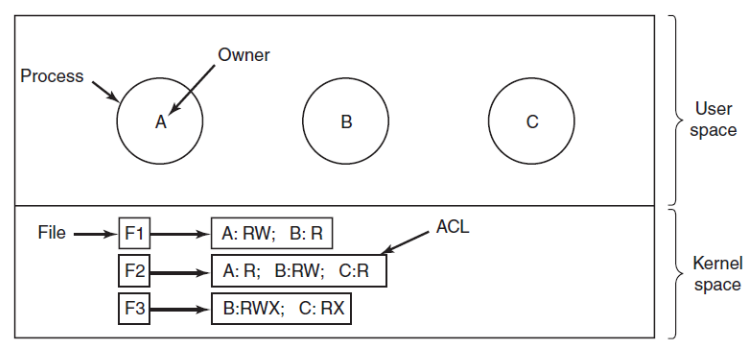 Owner
Process
A
B
C
User
space
File
F1
A: RW; B: R
ACL
F2
A: R; B:RW; C:R
F3
B:RWX; C: RX
Kernel
space